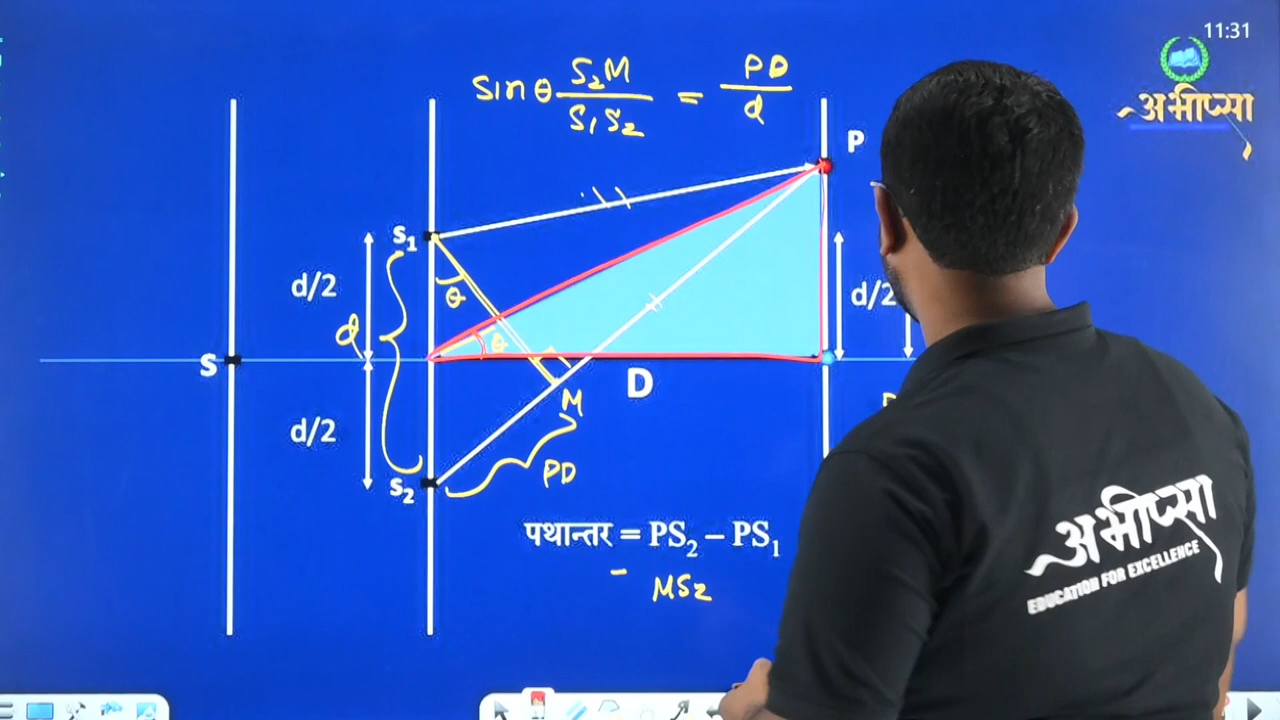 11:31
अभीप्सा
Sin θ S₂M / S₁S₂ = PD / d
P
S₁
d/2
θ
d
d/2
θ
S
D
M
d/2
S₂
PD
पथान्तर = PS₂ – PS₁
– MS₂
अभीप्सा
EDUCATION FOR EXCELLENCE